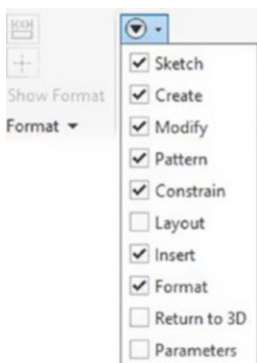 Show Format
Format
Sketch
Create
Modify
Pattern
Constrain
Layout
Insert
Format
Return to 3D
Parameters